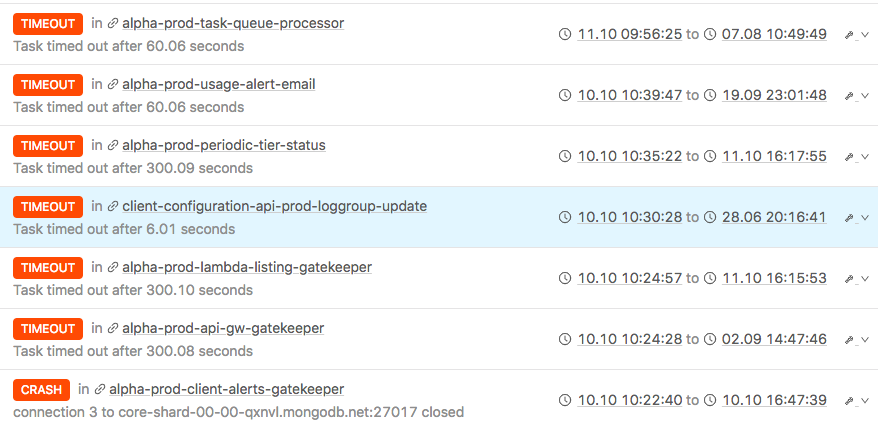 TIMEOUT in alpha-prod-task-queue-processor 11.10 09:56:25 to 07.08 10:49:49
Task timed out after 60.06 seconds
TIMEOUT in alpha-prod-usage-alert-email 10.10 10:39:47 to 19.09 23:01:48
Task timed out after 60.06 seconds
TIMEOUT in alpha-prod-periodic-tier-status 10.10 10:35:22 to 11.10 16:17:55
Task timed out after 300.09 seconds
TIMEOUT in client-configuration-api-prod-loggroup-update 10.10 10:30:28 to 28.06 20:16:41
Task timed out after 6.01 seconds
TIMEOUT in alpha-prod-lambda-listing-gatekeeper 10.10 10:24:57 to 11.10 16:15:53
Task timed out after 300.10 seconds
TIMEOUT in alpha-prod-api-gw-gatekeeper 10.10 10:24:28 to 02.09 14:47:46
Task timed out after 300.08 seconds
CRASH in alpha-prod-client-alerts-gatekeeper 10.10 10:22:40 to 10.10 16:47:39
connection 3 to core-shard-00-00-qxnvl.mongodb.net:27017 closed